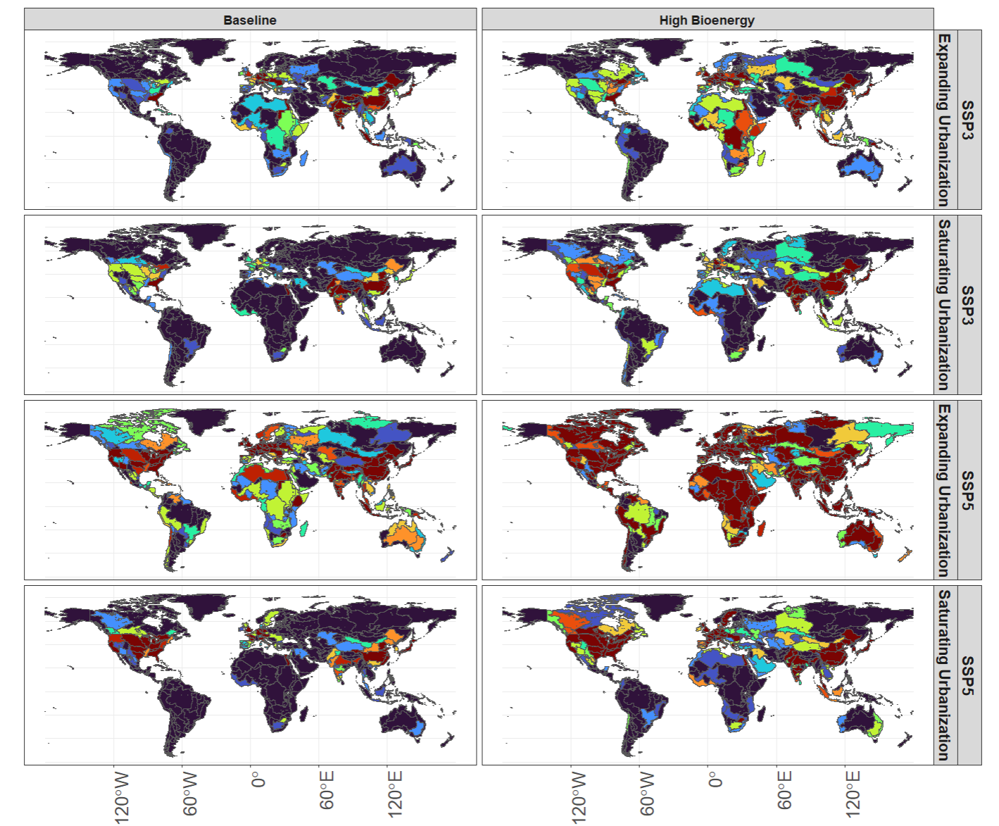 Baseline
High Bioenergy
Expanding Urbanization
SSP3
Saturating Urbanization
SSP3
Expanding Urbanization
SSP5
Saturating Urbanization
SSP5
120°W
60°W
0°
60°E
120°E
120°W
60°W
0°
60°E
120°E